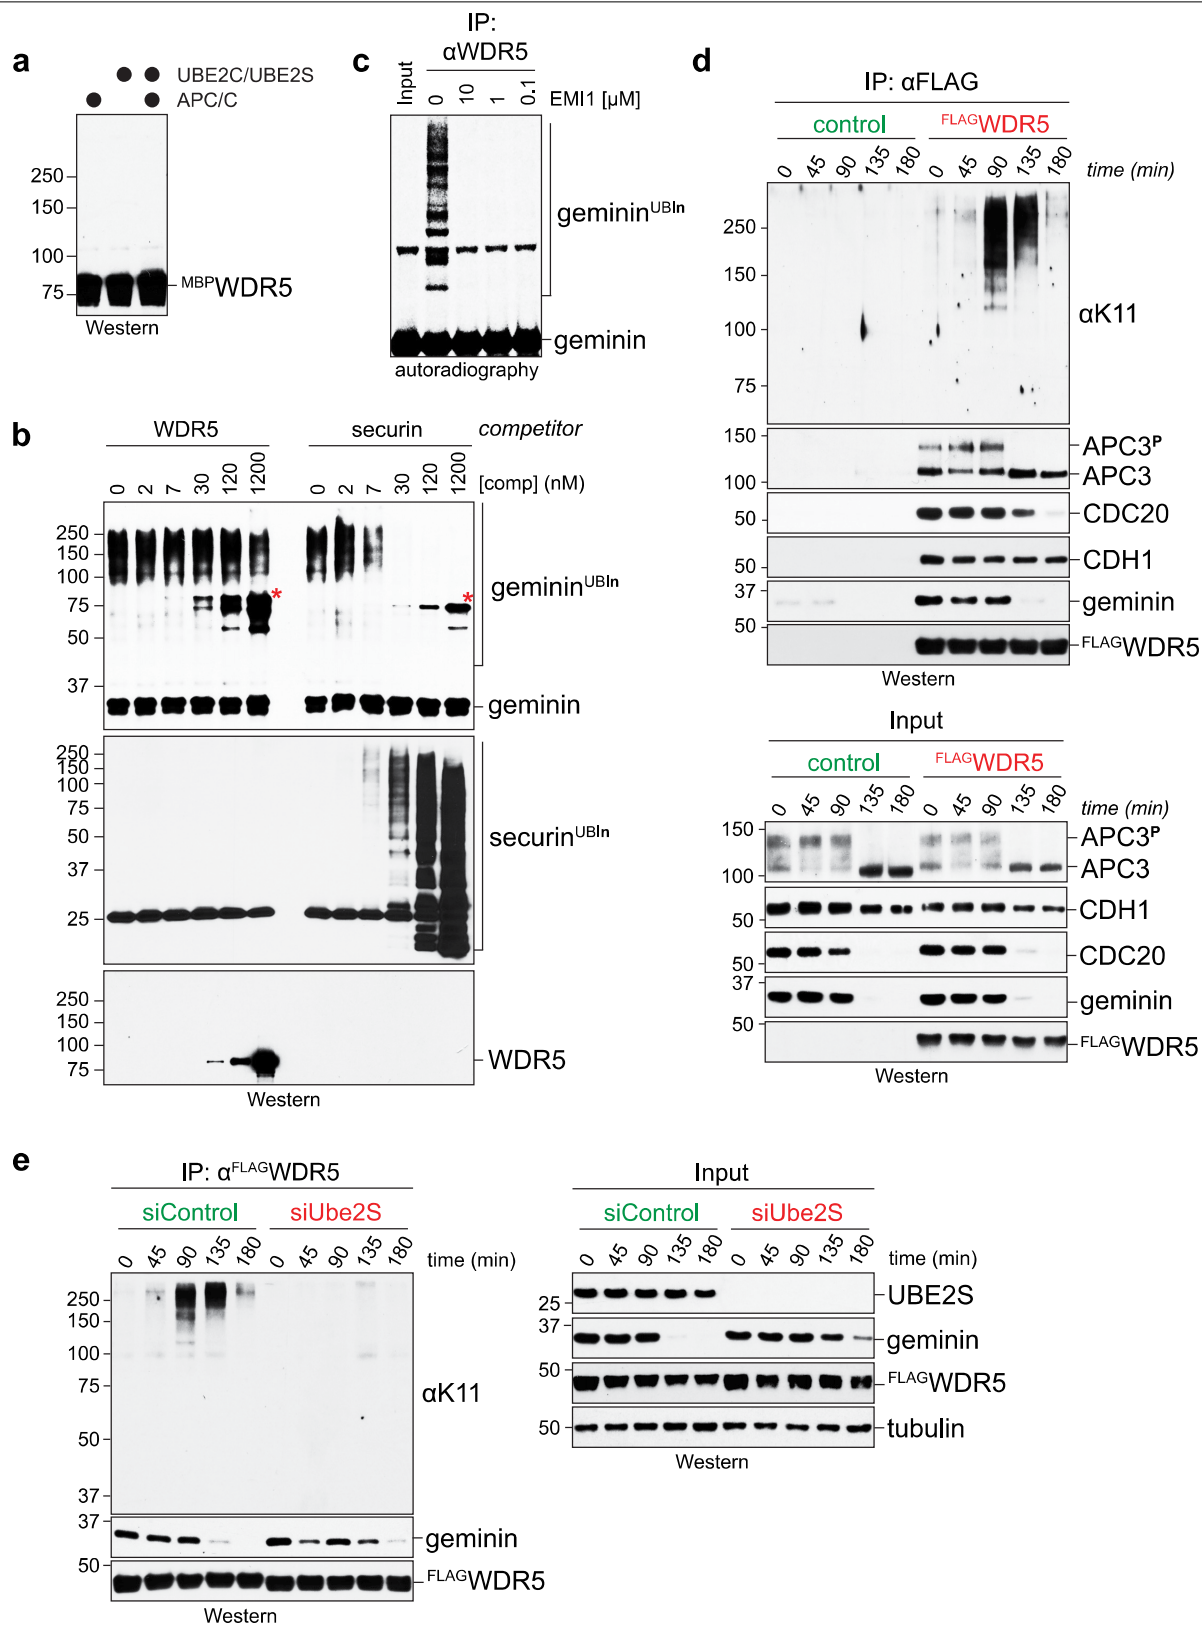 a
UBE2C/UBE2S
APC/C
250
150
100
75
MBPWDR5
Western
c
IP:
αWDR5
Input
0
10
1
0.1
EMI1 [µM]
geminin^UBIn
geminin
autoradiography
b
WDR5
securin
competitor
0 2 7 30 120 1200
0 2 7 30 120 1200
[comp] (nM)
250
150
100
75
50
37
*
*
geminin^UBIn
geminin
250
150
100
75
50
37
25
securin^UBIn
250
150
100
75
WDR5
Western
d
IP: αFLAG
control
FLAGWDR5
0 45 90 135 180
0 45 90 135 180
time (min)
250
150
100
75
αK11
150
100
APC3^P
APC3
50
CDC20
50
CDH1
37
geminin
50
FLAGWDR5
Western
Input
control
FLAGWDR5
0 45 90 135 180
0 45 90 135 180
time (min)
150
100
APC3^P
APC3
50
CDH1
50
CDC20
37
geminin
50
FLAGWDR5
Western
e
IP: αFLAGWDR5
siControl
siUbe2S
0 45 90 135 180
0 45 90 135 180
time (min)
250
150
100
75
50
37
αK11
37
geminin
50
FLAGWDR5
Western
Input
siControl
siUbe2S
0 45 90 135 180
0 45 90 135 180
time (min)
25
UBE2S
37
geminin
50
FLAGWDR5
50
tubulin
Western